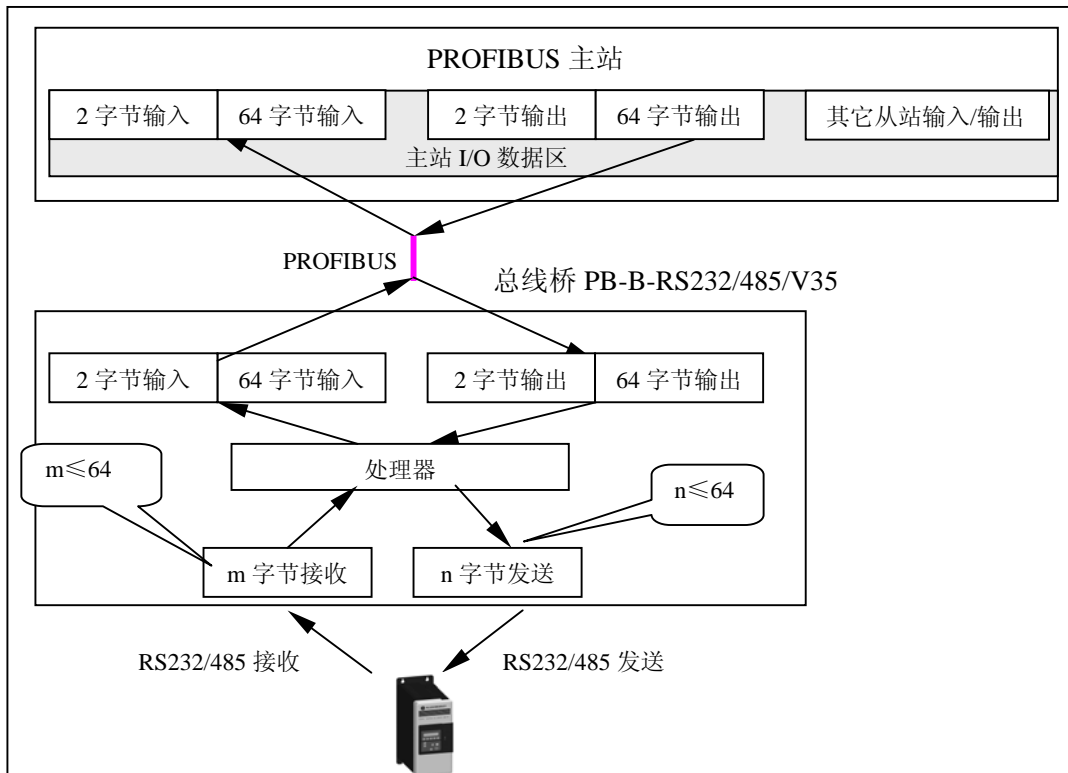 PROFIBUS 主站
2 字节输入
64 字节输入
2 字节输出
64 字节输出
其它从站输入/输出
主站 I/O 数据区
PROFIBUS
总线桥 PB-B-RS232/485/V35
2 字节输入
64 字节输入
2 字节输出
64 字节输出
处理器
m≤64
n≤64
m 字节接收
n 字节发送
RS232/485 接收
RS232/485 发送